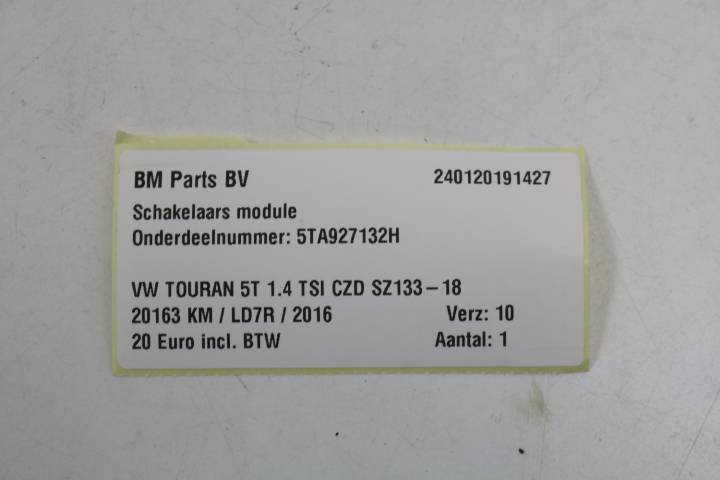 BM Parts BV 240120191427
Schakelaars module
Onderdeelnummer: 5TA927132H
VW TOURAN 5T 1.4 TSI CZD SZ133-18
20163 KM / LD7R / 2016 Verz: 10
20 Euro incl. BTW Aantal: 1